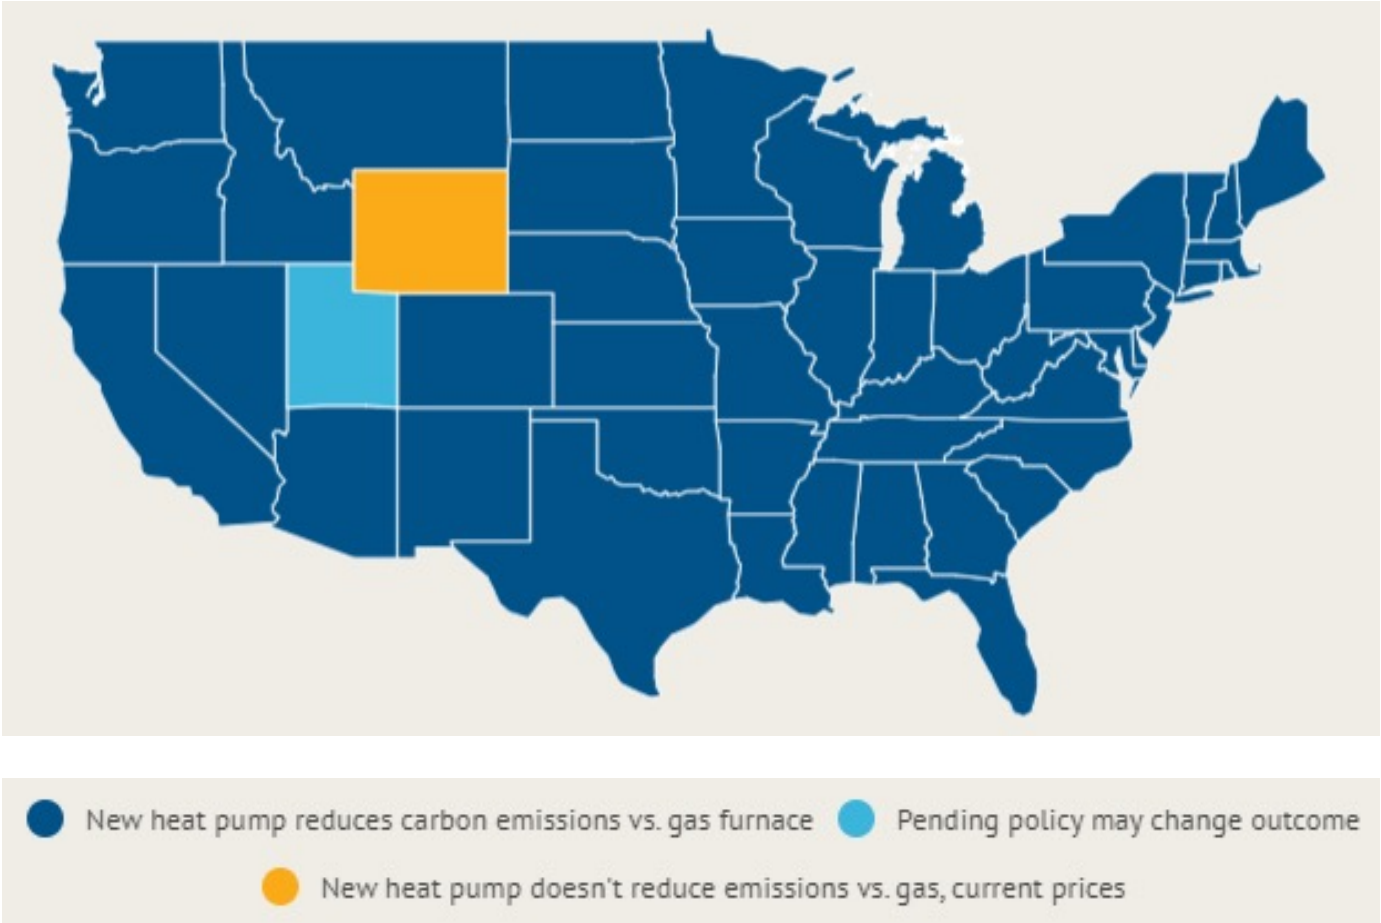 New heat pump reduces carbon emissions vs. gas furnace
Pending policy may change outcome
New heat pump doesn't reduce emissions vs. gas, current prices